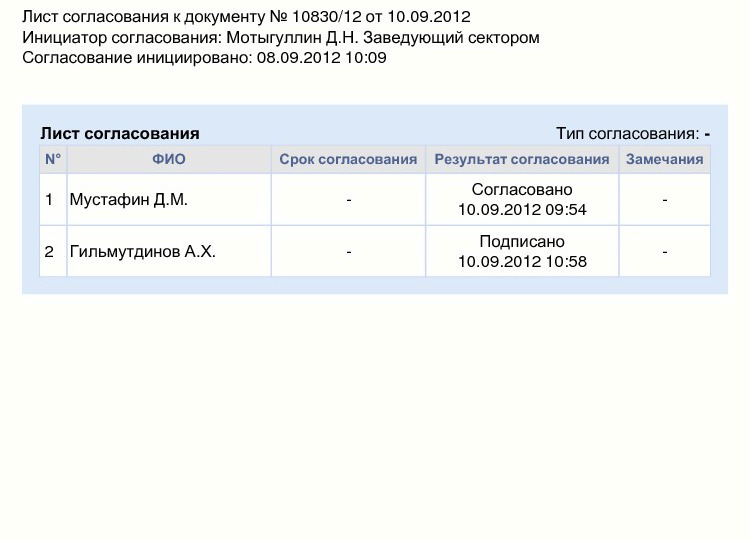 Лист согласования к документу № 10830/12 от 10.09.2012
Инициатор согласования: Мотыгуллин Д.Н. Заведующий сектором
Согласование инициировано: 08.09.2012 10:09
Лист согласования Тип согласования: -
N° ФИО Срок согласования Результат согласования Замечания
1 Мустафин Д.М. - Согласовано
10.09.2012 09:54 -
2 Гильмутдинов А.Х. - Подписано
10.09.2012 10:58 -